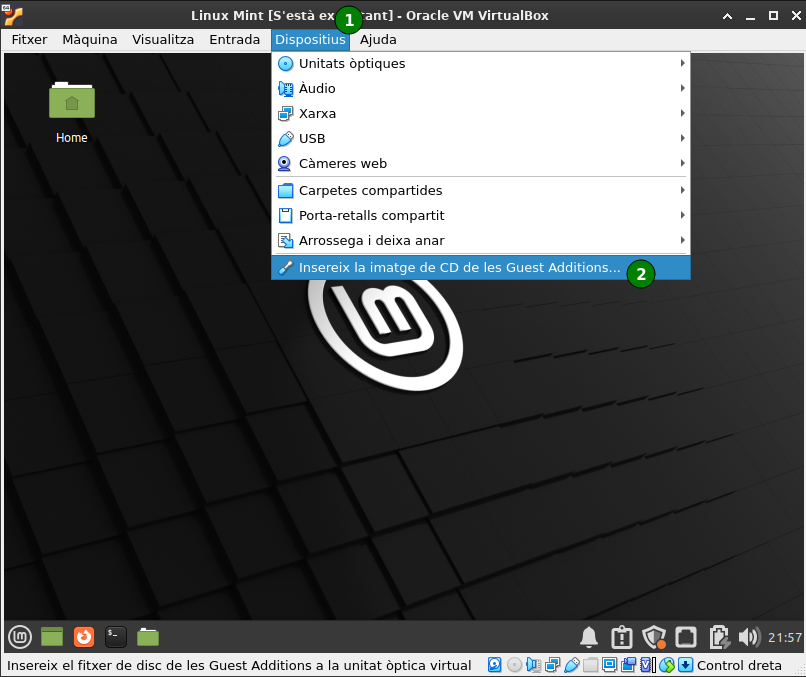 Linux Mint [S'està ex 1 tant] - Oracle VM VirtualBox
Fitxer Màquina Visualitza Entrada Dispositius Ajuda
Unitats òptiques
Àudio
Xarxa
USB
Càmeres web
Carpetes compartides
Porta-retalls compartit
Arrossega i deixa anar
Insereix la imatge de CD de les Guest Additions... 2
Home
21:57
Insereix el fitxer de disc de les Guest Additions a la unitat òptica virtual Control dreta